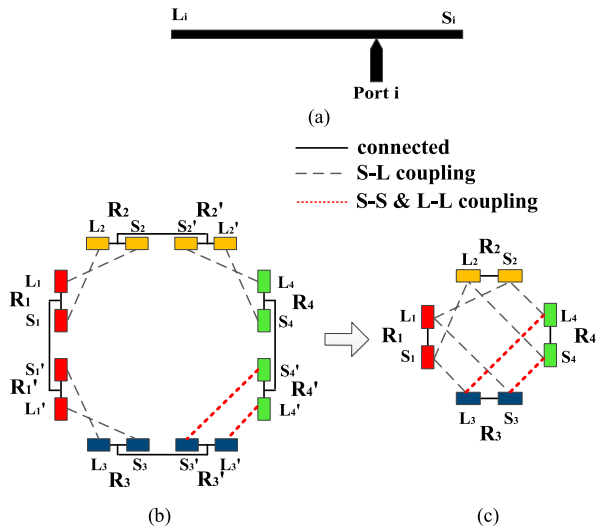 Li
Si
Port i
(a)
connected
S-L coupling
S-S & L-L coupling
R2
R2'
L2
S2
S2'
L2'
L1
R1
S1
L4
R4
S4
S1'
R1'
L1'
S4'
R4'
L4'
L3
S3
S3'
L3'
R3
R3'
(b)
R2
L2
S2
L1
R1
S1
L4
R4
S4
L3
S3
R3
(c)